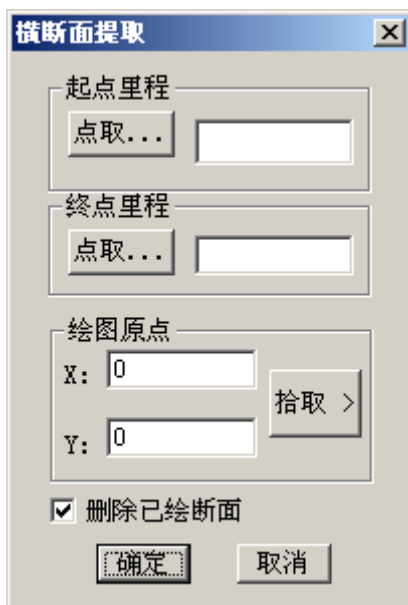 横断面提取
起点里程
点取...
终点里程
点取...
绘图原点
X: 0
拾取 >
Y: 0
删除已绘断面
确定 取消